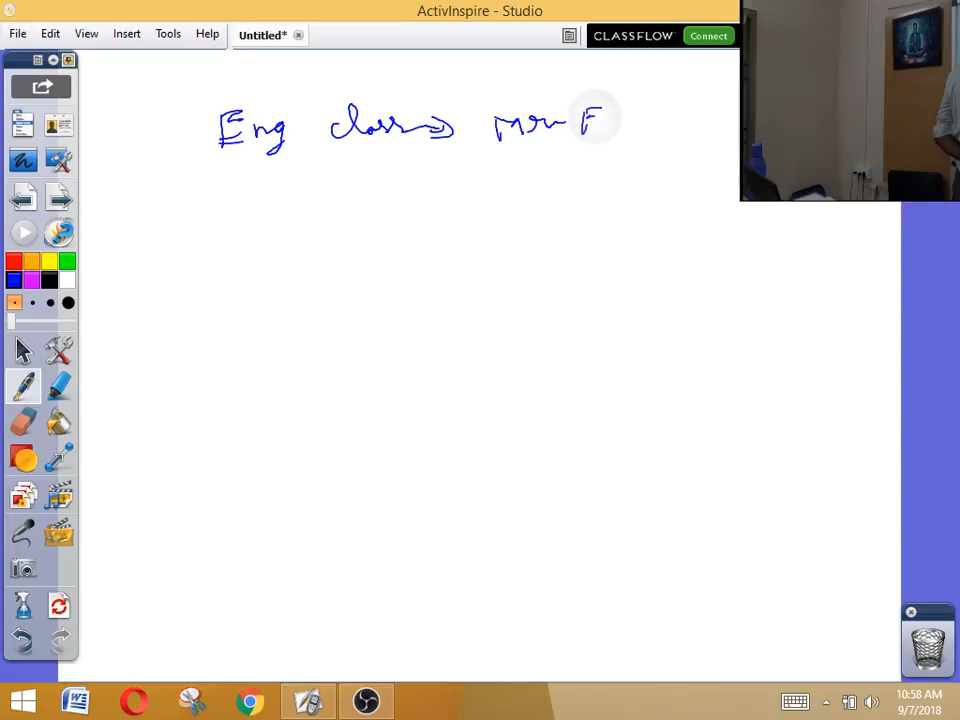 ActivInspire - Studio
File Edit View Insert Tools Help Untitled* CLASSFLOW Connect
Eng class → F
10:58 AM
9/7/2018